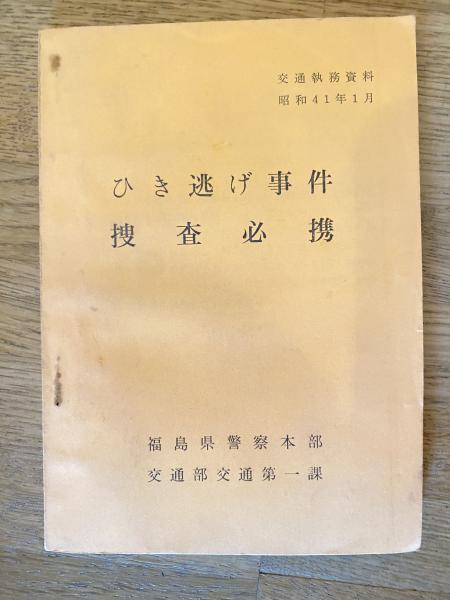 交通執務資料
昭和41年1月
ひき逃げ事件
捜査必携
福島県警察本部
交通部交通第一課